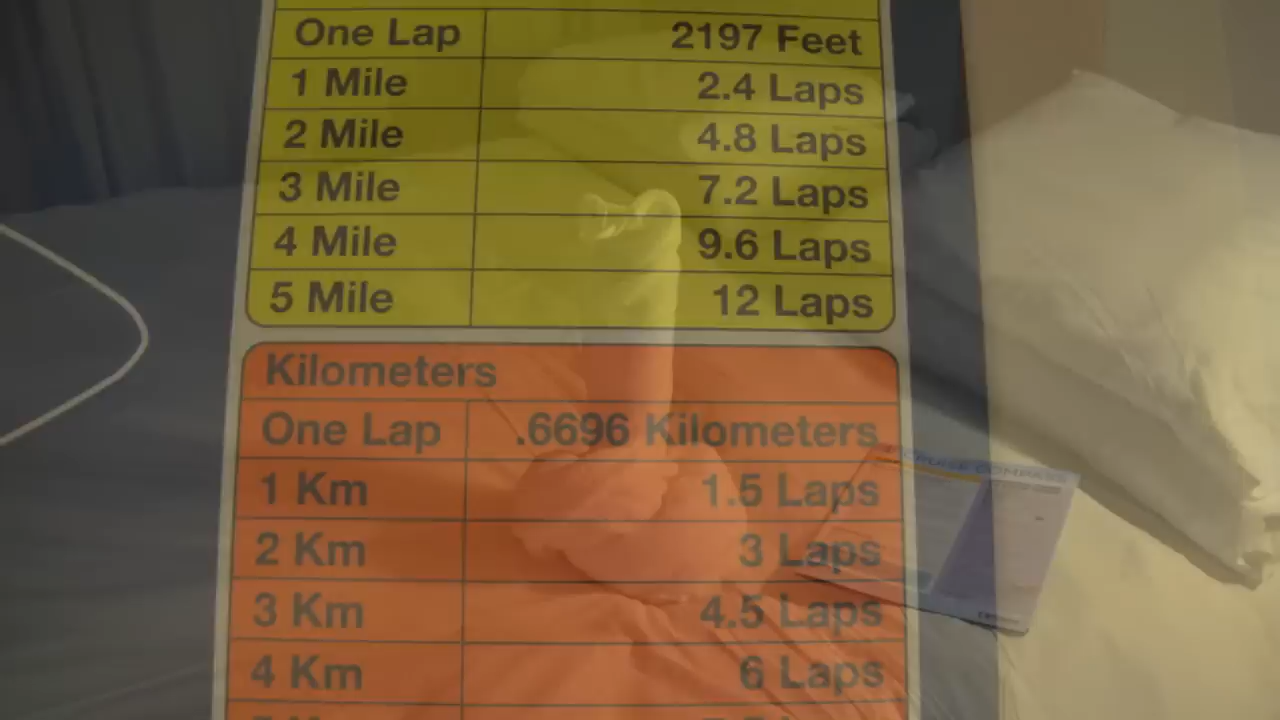 One Lap 2197 Feet
1 Mile 2.4 Laps
2 Mile 4.8 Laps
3 Mile 7.2 Laps
4 Mile 9.6 Laps
5 Mile 12 Laps
Kilometers
One Lap .6696 Kilometers
1 Km 1.5 Laps
2 Km 3 Laps
3 Km 4.5 Laps
4 Km 6 Laps
CRUISE COMPASS